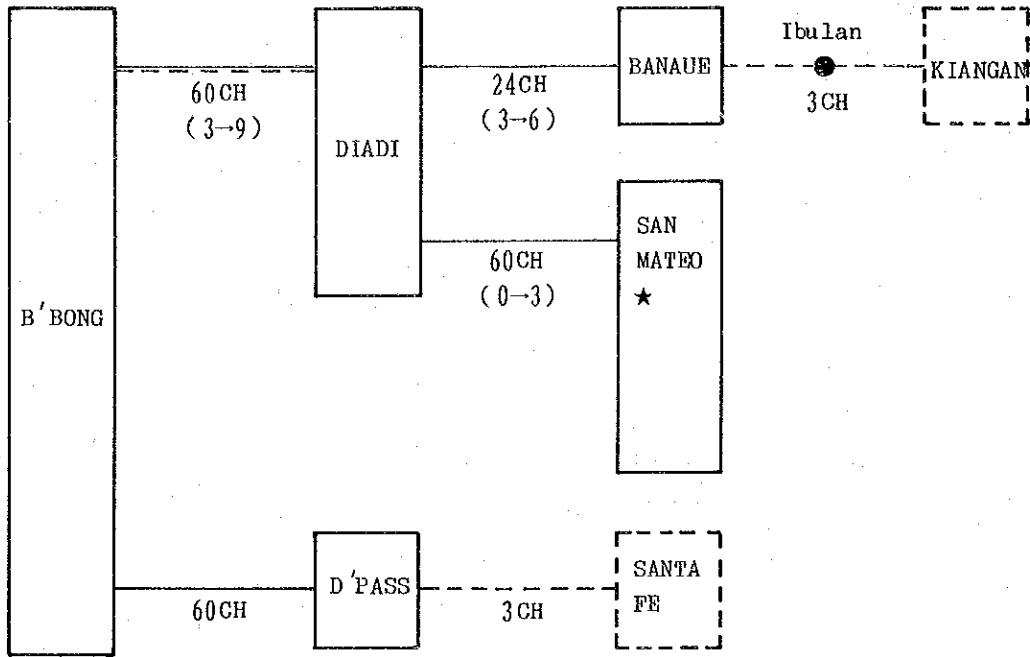 B'BONG
60CH
(3→9)
DIADI
24CH
(3→6)
BANAUE
Ibulan
3CH
KIANGAN
60CH
(0→3)
SAN
MATEO
★
60CH
D'PASS
3CH
SANTA
FE